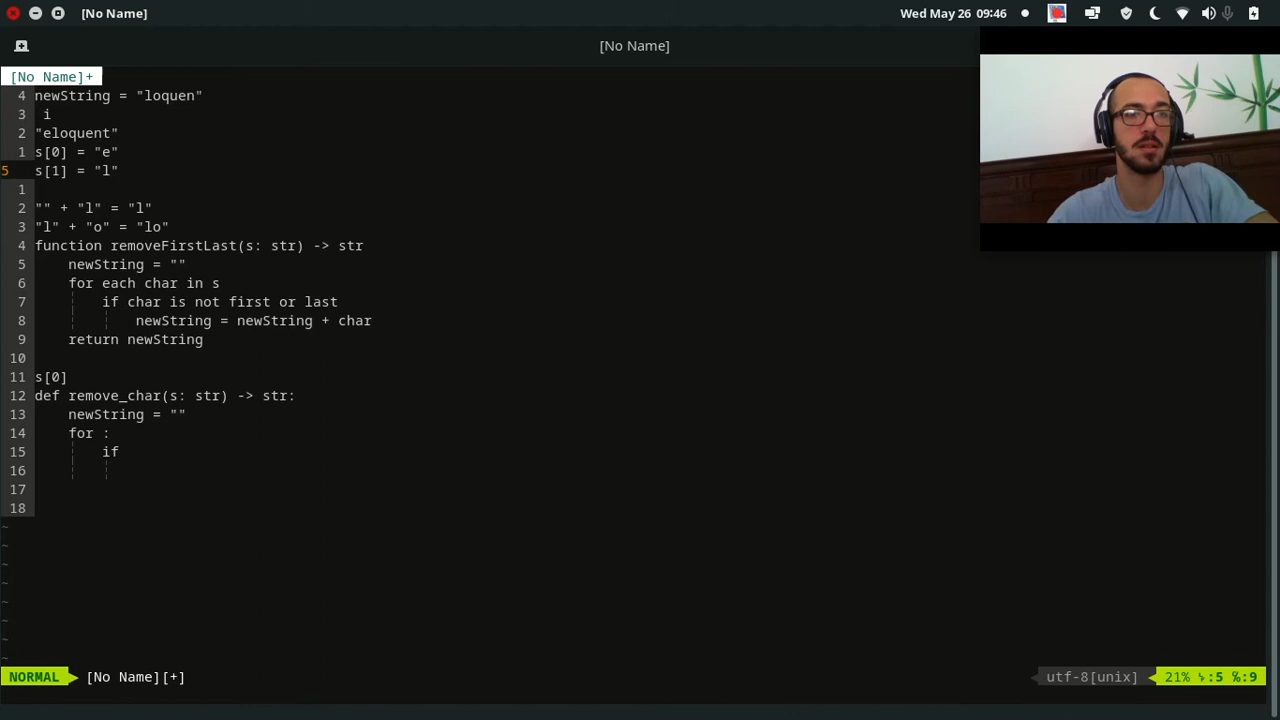 [No Name]
Wed May 26 09:46
[No Name]
[No Name]+
4 newString = "loquen"
3 i
2 "eloquent"
1 s[0] = "e"
5 s[1] = "l"
1
2 "" + "l" = "l"
3 "l" + "o" = "lo"
4 function removeFirstLast(s: str) -> str
5 newString = ""
6 for each char in s
7 if char is not first or last
8 newString = newString + char
9 return newString
10
11 s[0]
12 def remove_char(s: str) -> str:
13 newString = ""
14 for :
15 if
16
17
18
~
~
~
~
~
~
~
~
NORMAL [No Name][+] utf-8[unix] 21% ␊:5 ℅:9